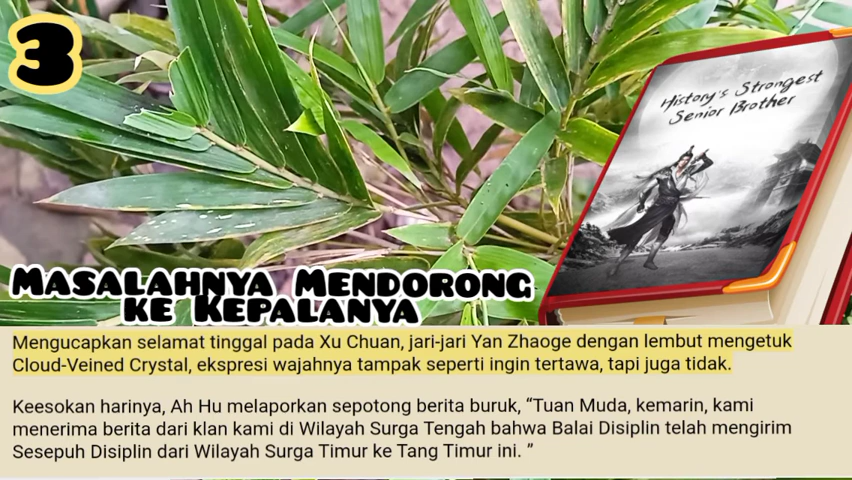 3
History's Strongest
Senior Brother
MASALAHNYA MENDORONG
KE KEPALANYA
Mengucapkan selamat tinggal pada Xu Chuan, jari-jari Yan Zhaoge dengan lembut mengetuk
Cloud-Veined Crystal, ekspresi wajahnya tampak seperti ingin tertawa, tapi juga tidak.
Keesokan harinya, Ah Hu melaporkan sepotong berita buruk, “Tuan Muda, kemarin, kami
menerima berita dari klan kami di Wilayah Surga Tengah bahwa Balai Disiplin telah mengirim
Sesepuh Disiplin dari Wilayah Surga Timur ke Tang Timur ini. ”